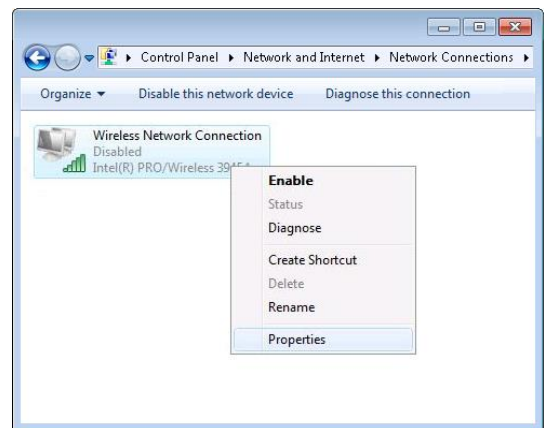 Control Panel ▸ Network and Internet ▸ Network Connections ▸
Organize ▼ Disable this network device Diagnose this connection
Wireless Network Connection
Disabled
Intel(R) PRO/Wireless
Enable
Status
Diagnose
Create Shortcut
Delete
Rename
Properties